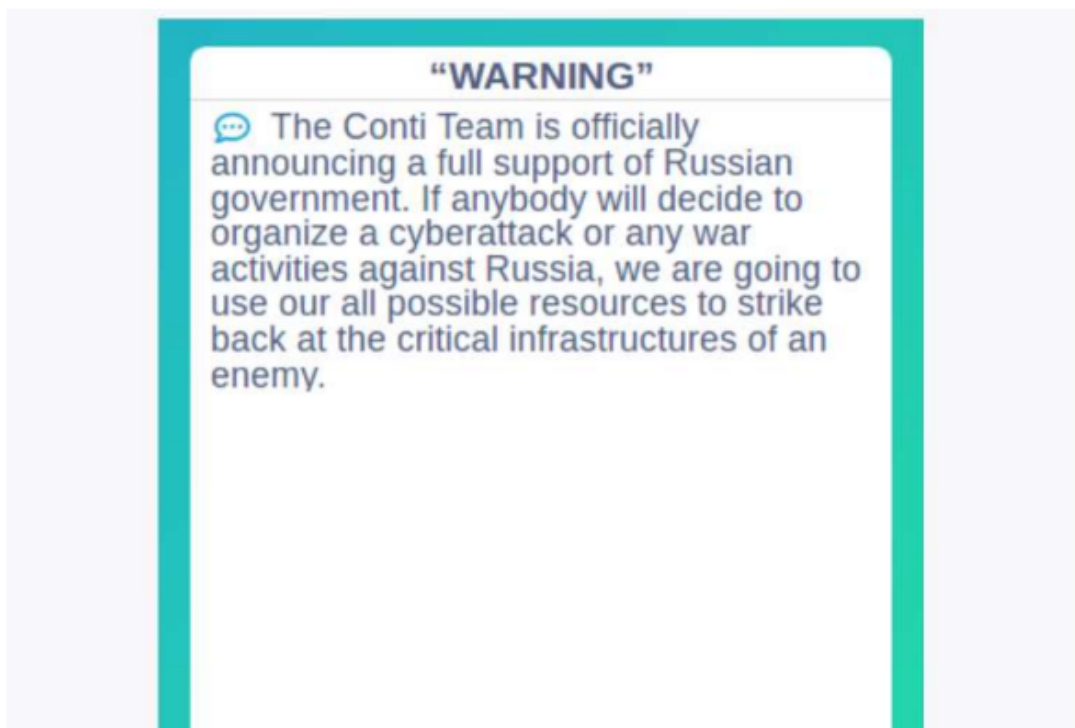 “WARNING”
The Conti Team is officially
announcing a full support of Russian
government. If anybody will decide to
organize a cyberattack or any war
activities against Russia, we are going to
use our all possible resources to strike
back at the critical infrastructures of an
enemy.